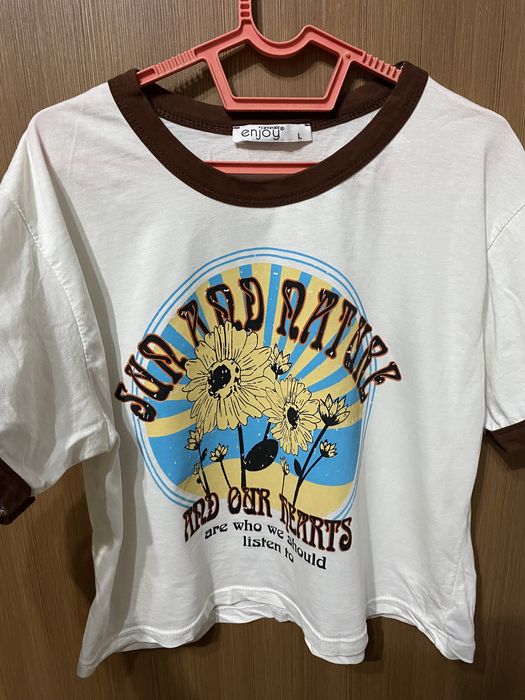 enjoy
L
SUN AND NATURE
AND OUR HEARTS
are who we should
listen to